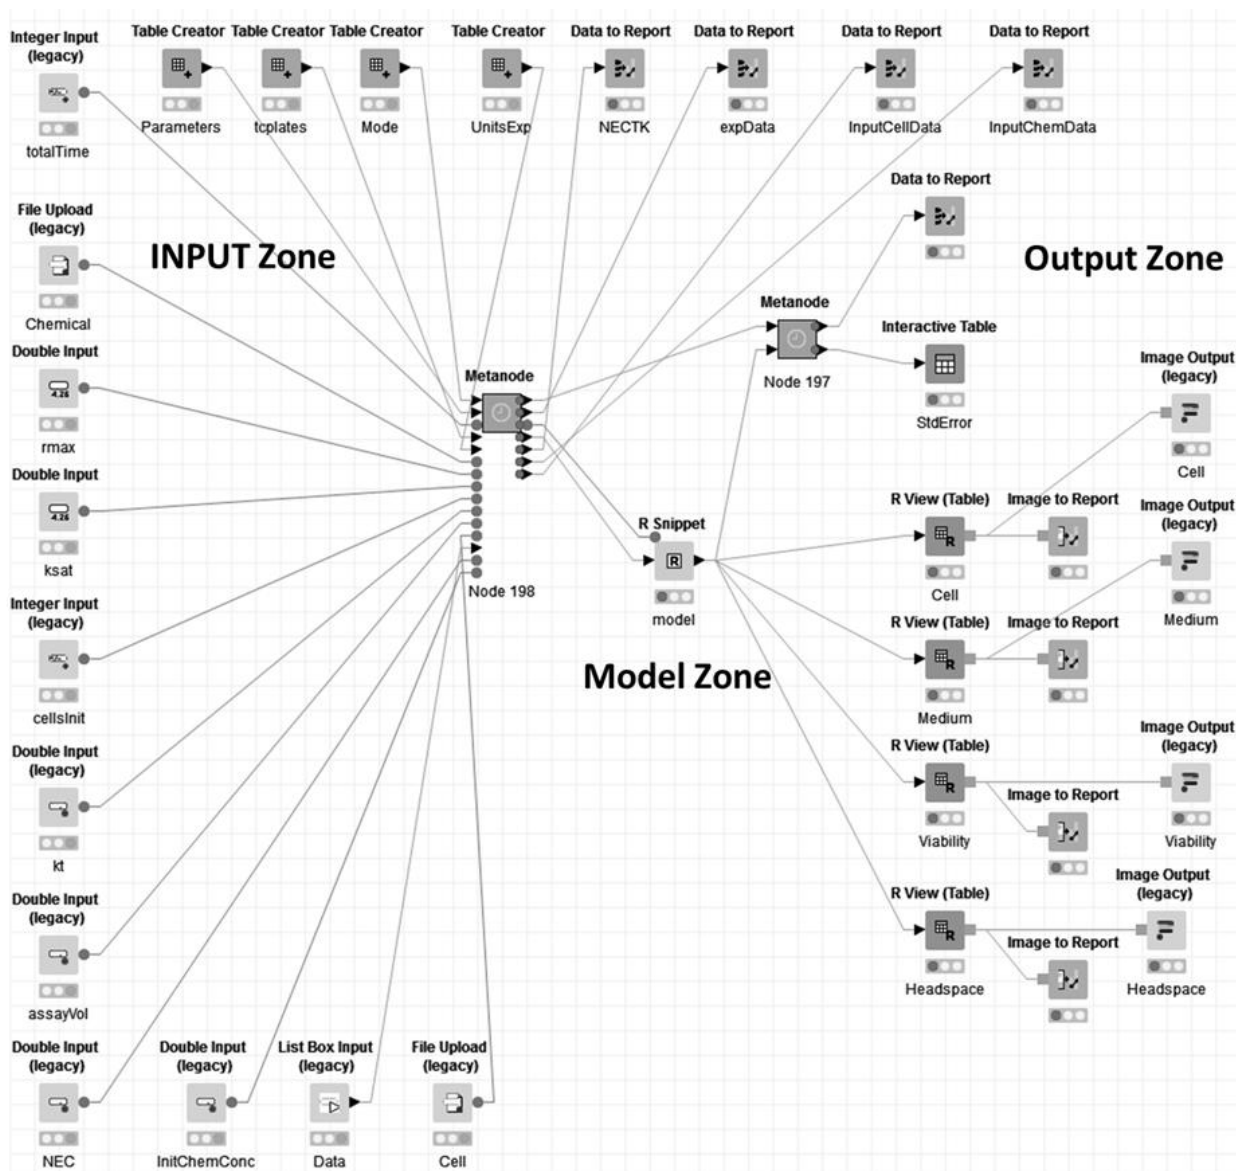 Integer Input
(legacy)
totalTime
Table Creator
Parameters
Table Creator
tcplates
Table Creator
Mode
Table Creator
UnitsExp
Data to Report
NECTK
Data to Report
expData
Data to Report
InputCellData
Data to Report
InputChemData
File Upload
(legacy)
Chemical
INPUT Zone
Data to Report
Output Zone
Double Input
4.26
rmax
Metanode
Node 198
Metanode
Node 197
Interactive Table
StdError
Image Output
(legacy)
Cell
Double Input
4.26
ksat
R Snippet
R
model
R View (Table)
R
Cell
Image to Report
Image Output
(legacy)
Medium
Integer Input
(legacy)
cellsInit
Model Zone
R View (Table)
R
Medium
Image to Report
Double Input
(legacy)
kt
R View (Table)
R
Viability
Image to Report
Image Output
(legacy)
Viability
Double Input
(legacy)
assayVol
R View (Table)
R
Headspace
Image to Report
Image Output
(legacy)
Headspace
Double Input
(legacy)
NEC
Double Input
(legacy)
InitChemConc
List Box Input
(legacy)
Data
File Upload
(legacy)
Cell